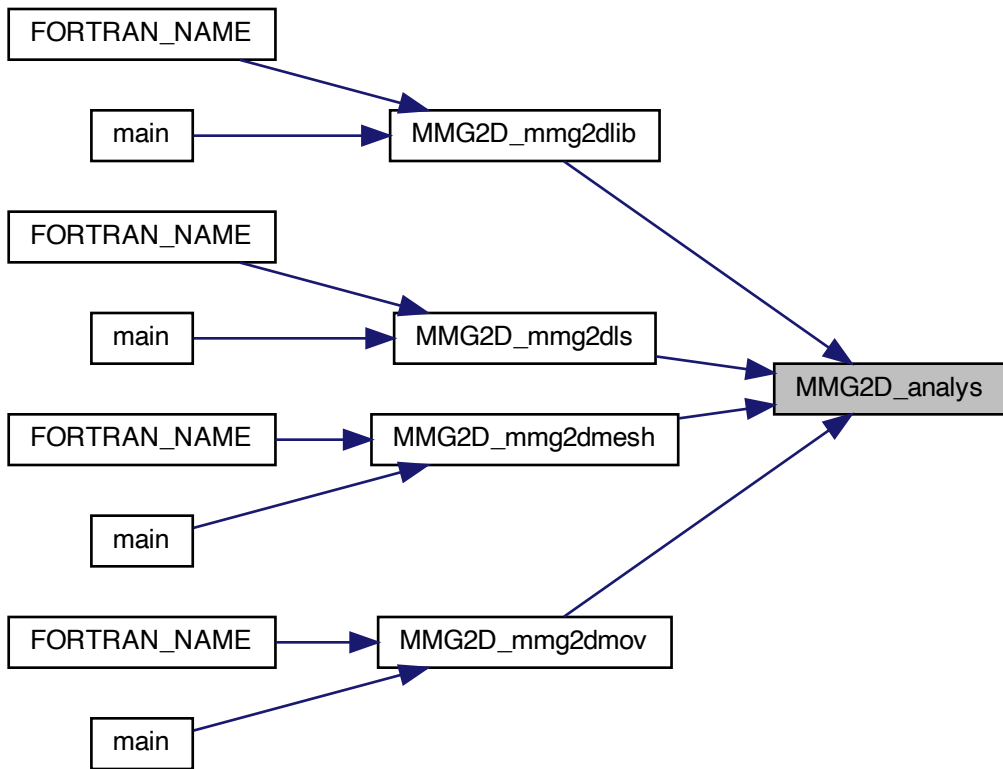 FORTRAN_NAME
main
MMG2D_mmg2dlib
FORTRAN_NAME
main
MMG2D_mmg2dls
MMG2D_analys
FORTRAN_NAME
MMG2D_mmg2dmesh
main
FORTRAN_NAME
MMG2D_mmg2dmov
main